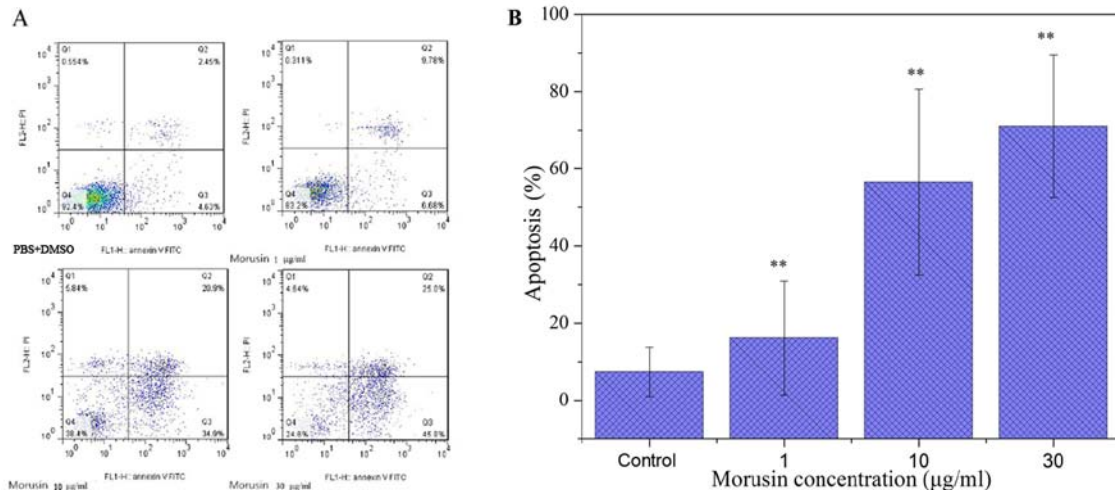 A
Q1
0.554%
Q2
2.45%
Q4
92.4%
Q3
4.63%
FL2-H:: PI
FL1-H:: annexin V FITC
PBS+DMSO
Q1
0.311%
Q2
9.78%
Q4
83.2%
Q3
6.68%
FL2-H:: PI
FL1-H:: annexin V FITC
Morusin 1 μg/ml
Q1
5.84%
Q2
20.9%
Q4
38.4%
Q3
34.9%
FL2-H:: PI
FL1-H:: annexin V FITC
Morusin 10 μg/ml
Q1
4.64%
Q2
25.0%
Q4
24.6%
Q3
45.8%
FL2-H:: PI
FL1-H:: annexin V FITC
Morusin 30 μg/ml
B
100
80
60
40
20
0
Apoptosis (%)
**
**
**
Control
1
10
30
Morusin concentration (μg/ml)